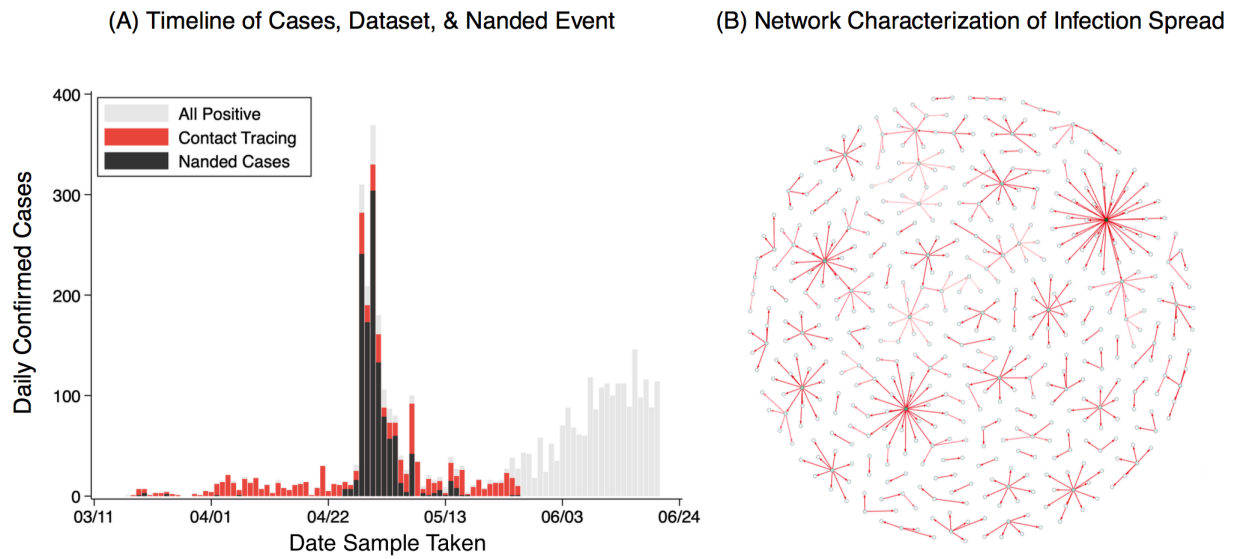 (A) Timeline of Cases, Dataset, & Nanded Event
(B) Network Characterization of Infection Spread
400
300
200
100
0
Daily Confirmed Cases
All Positive
Contact Tracing
Nanded Cases
03/11 04/01 04/22 05/13 06/03 06/24
Date Sample Taken